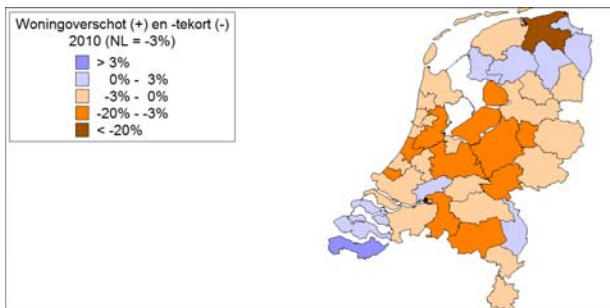 Woningoverschot (+) en -tekort (-)
2010 (NL = -3%)
> 3%
0% - 3%
-3% - 0%
-20% - -3%
< -20%